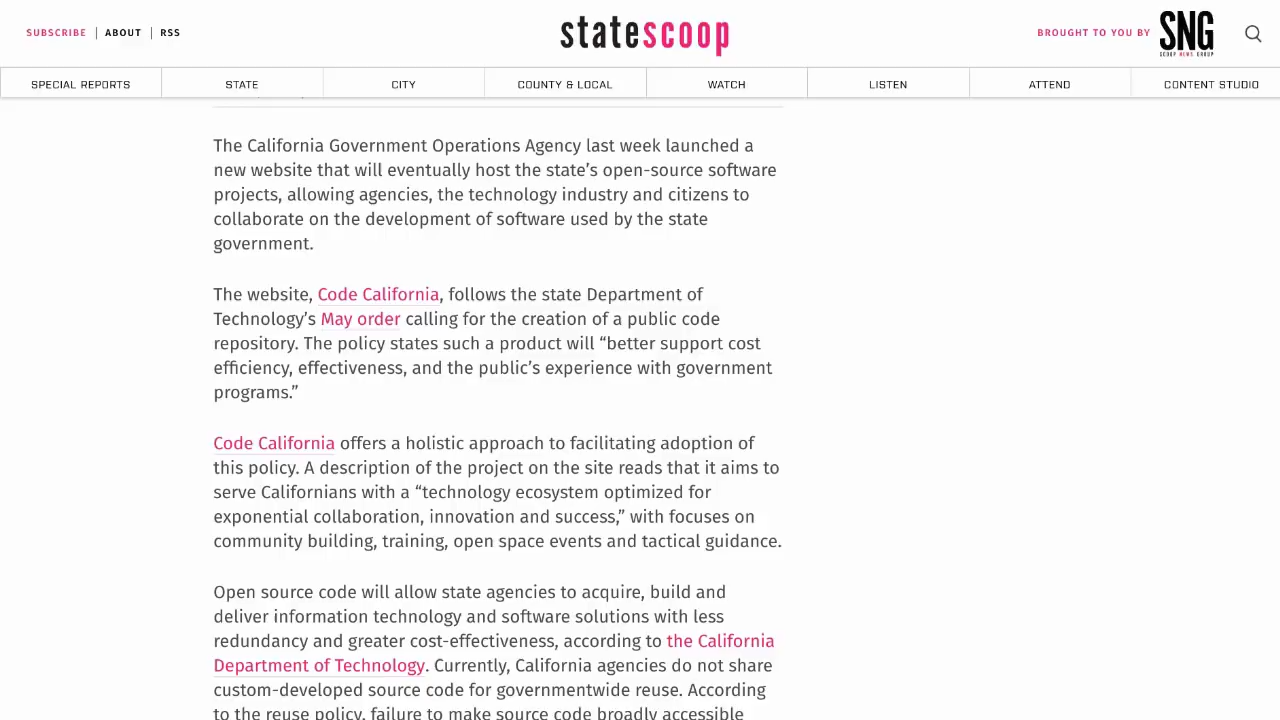 SUBSCRIBE | ABOUT | RSS
statescoop
BROUGHT TO YOU BY SNG
SCOOP NEWS GROUP
SPECIAL REPORTS
STATE
CITY
COUNTY & LOCAL
WATCH
LISTEN
ATTEND
CONTENT STUDIO
The California Government Operations Agency last week launched a
new website that will eventually host the state’s open-source software
projects, allowing agencies, the technology industry and citizens to
collaborate on the development of software used by the state
government.
The website, Code California, follows the state Department of
Technology’s May order calling for the creation of a public code
repository. The policy states such a product will “better support cost
efficiency, effectiveness, and the public’s experience with government
programs.”
Code California offers a holistic approach to facilitating adoption of
this policy. A description of the project on the site reads that it aims to
serve Californians with a “technology ecosystem optimized for
exponential collaboration, innovation and success,” with focuses on
community building, training, open space events and tactical guidance.
Open source code will allow state agencies to acquire, build and
deliver information technology and software solutions with less
redundancy and greater cost-effectiveness, according to the California
Department of Technology. Currently, California agencies do not share
custom-developed source code for governmentwide reuse. According
to the reuse policy, failure to make source code broadly accessible